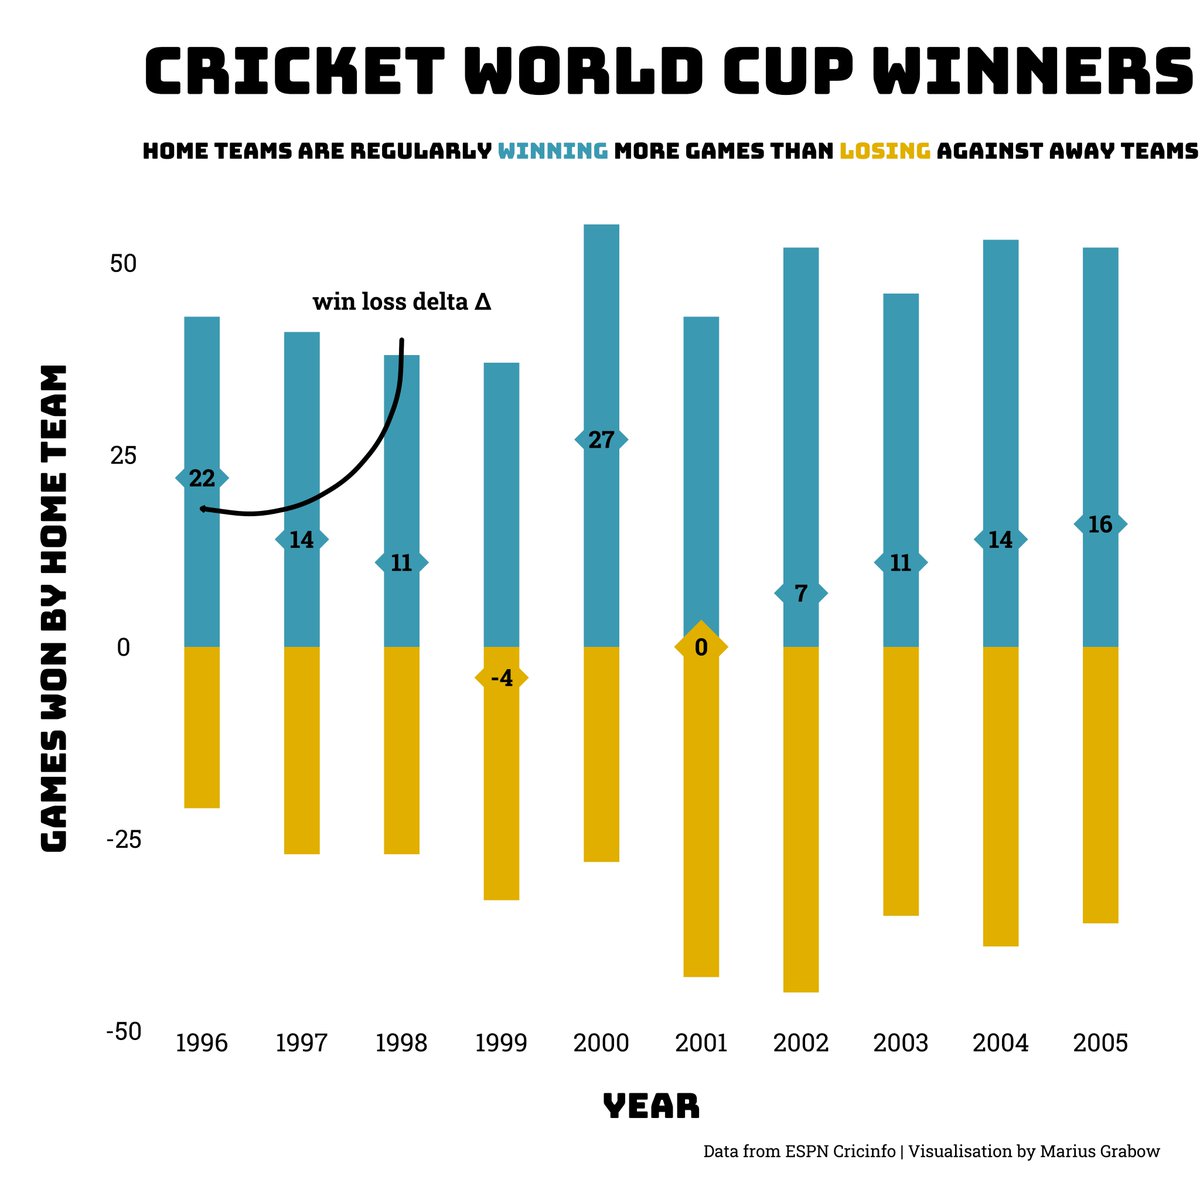 CRICKET WORLD CUP WINNERS
HOME TEAMS ARE REGULARLY WINNING MORE GAMES THAN LOSING AGAINST AWAY TEAMS
GAMES WON BY HOME TEAM
50
25
0
-25
-50
win loss delta Δ
22
14
11
-4
27
0
7
11
14
16
1996 1997 1998 1999 2000 2001 2002 2003 2004 2005
YEAR
Data from ESPN Cricinfo | Visualisation by Marius Grabow